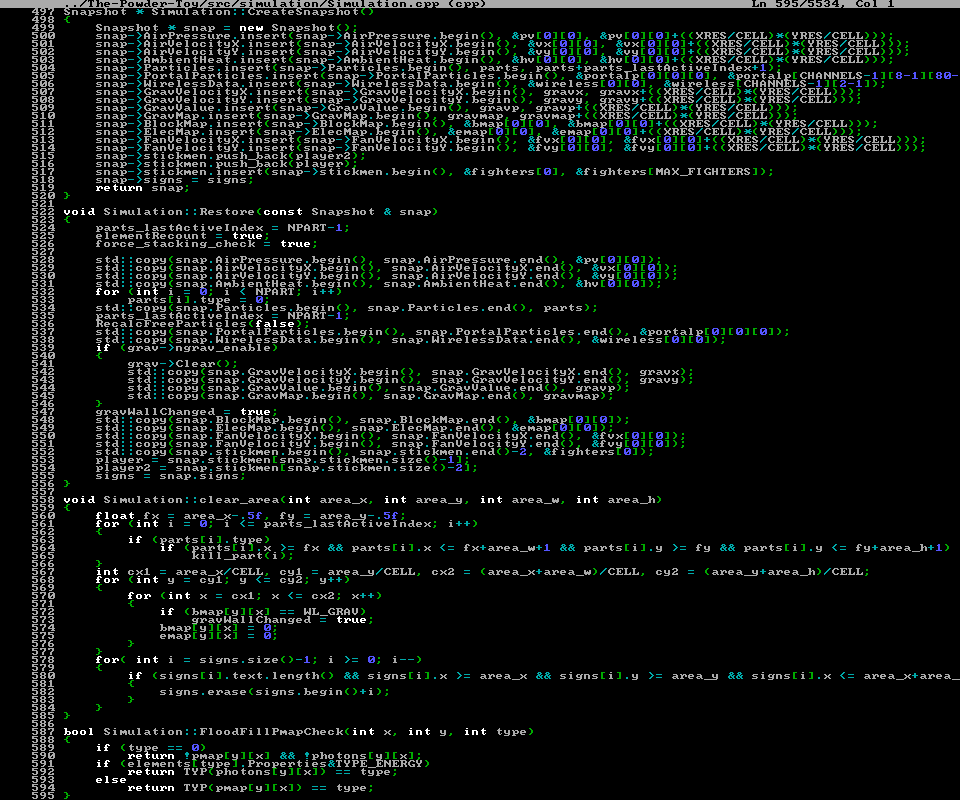 ../The-Powder-Toy/src/simulation/Simulation.cpp (cpp) Ln 595/5534, Col 1
497 Snapshot * Simulation::CreateSnapshot()
498 {
499     Snapshot * snap = new Snapshot();
500     snap->AirPressure.insert(snap->AirPressure.begin(), &pv[0][0], &pv[0][0]+((XRES/CELL)*(YRES/CELL)));
501     snap->AirVelocityX.insert(snap->AirVelocityX.begin(), &vx[0][0], &vx[0][0]+((XRES/CELL)*(YRES/CELL)));
502     snap->AirVelocityY.insert(snap->AirVelocityY.begin(), &vy[0][0], &vy[0][0]+((XRES/CELL)*(YRES/CELL)));
503     snap->AmbientHeat.insert(snap->AmbientHeat.begin(), &hv[0][0], &hv[0][0]+((XRES/CELL)*(YRES/CELL)));
504     snap->Particles.insert(snap->Particles.begin(), parts, parts+parts_lastActiveIndex+1);
505     snap->PortalParticles.insert(snap->PortalParticles.begin(), &portalp[0][0][0], &portalp[CHANNELS-1][8-1][80-
506     snap->WirelessData.insert(snap->WirelessData.begin(), &wireless[0][0], &wireless[CHANNELS-1][2-1]);
507     snap->GravVelocityX.insert(snap->GravVelocityX.begin(), gravx, gravx+((XRES/CELL)*(YRES/CELL)));
508     snap->GravVelocityY.insert(snap->GravVelocityY.begin(), gravy, gravy+((XRES/CELL)*(YRES/CELL)));
509     snap->GravValue.insert(snap->GravValue.begin(), gravp, gravp+((XRES/CELL)*(YRES/CELL)));
510     snap->GravMap.insert(snap->GravMap.begin(), gravmap, gravmap+((XRES/CELL)*(YRES/CELL)));
511     snap->BlockMap.insert(snap->BlockMap.begin(), &bmap[0][0], &bmap[0][0]+((XRES/CELL)*(YRES/CELL)));
512     snap->ElecMap.insert(snap->ElecMap.begin(), &emap[0][0], &emap[0][0]+((XRES/CELL)*(YRES/CELL)));
513     snap->FanVelocityX.insert(snap->FanVelocityX.begin(), &fvx[0][0], &fvx[0][0]+((XRES/CELL)*(YRES/CELL)));
514     snap->FanVelocityY.insert(snap->FanVelocityY.begin(), &fvy[0][0], &fvy[0][0]+((XRES/CELL)*(YRES/CELL)));
515     snap->stickmen.push_back(player2);
516     snap->stickmen.push_back(player);
517     snap->stickmen.insert(snap->stickmen.begin(), &fighters[0], &fighters[MAX_FIGHTERS]);
518     snap->signs = signs;
519     return snap;
520 }
521
522 void Simulation::Restore(const Snapshot & snap)
523 {
524     parts_lastActiveIndex = NPART-1;
525     elementRecount = true;
526     force_stacking_check = true;
527
528     std::copy(snap.AirPressure.begin(), snap.AirPressure.end(), &pv[0][0]);
529     std::copy(snap.AirVelocityX.begin(), snap.AirVelocityX.end(), &vx[0][0]);
530     std::copy(snap.AirVelocityY.begin(), snap.AirVelocityY.end(), &vy[0][0]);
531     std::copy(snap.AmbientHeat.begin(), snap.AmbientHeat.end(), &hv[0][0]);
532     for (int i = 0; i < NPART; i++)
533         parts[i].type = 0;
534     std::copy(snap.Particles.begin(), snap.Particles.end(), parts);
535     parts_lastActiveIndex = NPART-1;
536     RecalcFreeParticles(false);
537     std::copy(snap.PortalParticles.begin(), snap.PortalParticles.end(), &portalp[0][0][0]);
538     std::copy(snap.WirelessData.begin(), snap.WirelessData.end(), &wireless[0][0]);
539     if (grav->ngrav_enable)
540     {
541         grav->Clear();
542         std::copy(snap.GravVelocityX.begin(), snap.GravVelocityX.end(), gravx);
543         std::copy(snap.GravVelocityY.begin(), snap.GravVelocityY.end(), gravy);
544         std::copy(snap.GravValue.begin(), snap.GravValue.end(), gravp);
545         std::copy(snap.GravMap.begin(), snap.GravMap.end(), gravmap);
546     }
547     gravWallChanged = true;
548     std::copy(snap.BlockMap.begin(), snap.BlockMap.end(), &bmap[0][0]);
549     std::copy(snap.ElecMap.begin(), snap.ElecMap.end(), &emap[0][0]);
550     std::copy(snap.FanVelocityX.begin(), snap.FanVelocityX.end(), &fvx[0][0]);
551     std::copy(snap.FanVelocityY.begin(), snap.FanVelocityY.end(), &fvy[0][0]);
552     std::copy(snap.stickmen.begin(), snap.stickmen.end()-2, &fighters[0]);
553     player = snap.stickmen[snap.stickmen.size()-1];
554     player2 = snap.stickmen[snap.stickmen.size()-2];
555     signs = snap.signs;
556 }
557
558 void Simulation::clear_area(int area_x, int area_y, int area_w, int area_h)
559 {
560     float fx = area_x-.5f, fy = area_y-.5f;
561     for (int i = 0; i <= parts_lastActiveIndex; i++)
562     {
563         if (parts[i].type)
564             if (parts[i].x >= fx && parts[i].x <= fx+area_w+1 && parts[i].y >= fy && parts[i].y <= fy+area_h+1)
565                 kill_part(i);
566     }
567     int cx1 = area_x/CELL, cy1 = area_y/CELL, cx2 = (area_x+area_w)/CELL, cy2 = (area_y+area_h)/CELL;
568     for (int y = cy1; y <= cy2; y++)
569     {
570         for (int x = cx1; x <= cx2; x++)
571         {
572             if (bmap[y][x] == WL_GRAV)
573                 gravWallChanged = true;
574             bmap[y][x] = 0;
575             emap[y][x] = 0;
576         }
577     }
578     for( int i = signs.size()-1; i >= 0; i--)
579     {
580         if (signs[i].text.length() && signs[i].x >= area_x && signs[i].y >= area_y && signs[i].x <= area_x+area_
581         {
582             signs.erase(signs.begin()+i);
583         }
584     }
585 }
586
587 bool Simulation::FloodFillPmapCheck(int x, int y, int type)
588 {
589     if (type == 0)
590         return !pmap[y][x] && !photons[y][x];
591     if (elements[type].Properties&TYPE_ENERGY)
592         return TYP(photons[y][x]) == type;
593     else
594         return TYP(pmap[y][x]) == type;
595 }